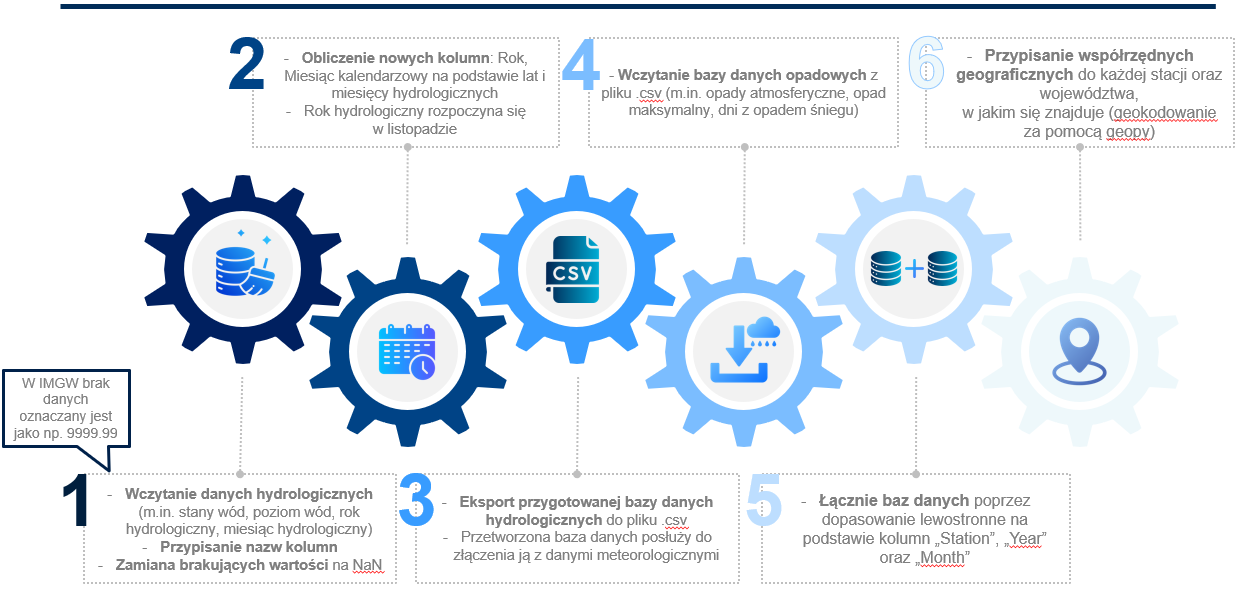 2
- Obliczenie nowych kolumn: Rok,
Miesiąc kalendarzowy na podstawie lat i
miesięcy hydrologicznych
- Rok hydrologiczny rozpoczyna się
w listopadzie
4
- Wczytanie bazy danych opadowych z
pliku .csv (m.in. opady atmosferyczne, opad
maksymalny, dni z opadem śniegu)
6
- Przypisanie współrzędnych
geograficznych do każdej stacji oraz
województwa,
w jakim się znajduje (geokodowanie
za pomocą geopy)
CSV
W IMGW brak
danych
oznaczany jest
jako np. 9999.99
1
- Wczytanie danych hydrologicznych
(m.in. stany wód, poziom wód, rok
hydrologiczny, miesiąc hydrologiczny)
- Przypisanie nazw kolumn
- Zamiana brakujących wartości na NaN
3
- Eksport przygotowanej bazy danych
hydrologicznych do pliku .csv
- Przetworzona baza danych posłuży do
złączenia ją z danymi meteorologicznymi
5
- Łącznie baz danych poprzez
dopasowanie lewostronne na
podstawie kolumn „Station”, „Year”
oraz „Month”